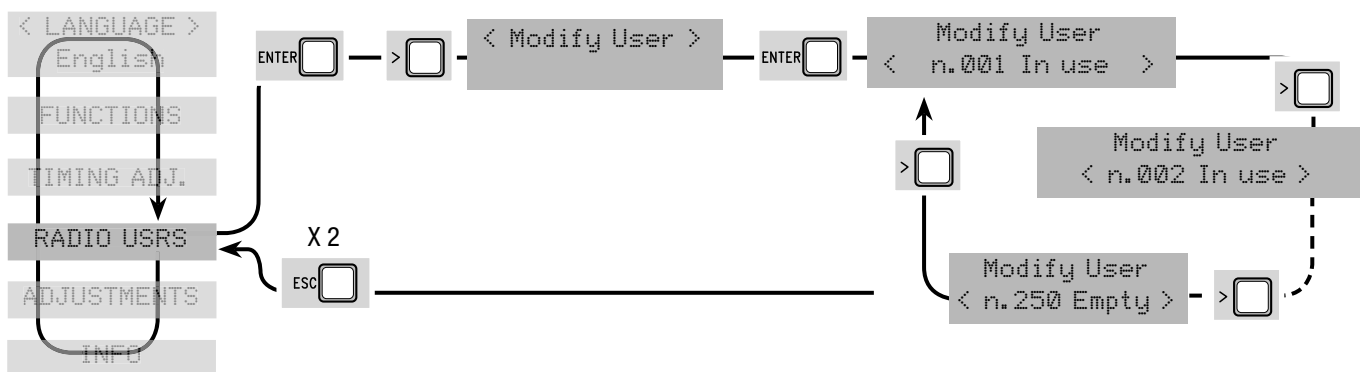 < LANGUAGE >
English
FUNCTIONS
TIMING ADJ.
RADIO USRS
ADJUSTMENTS
INFO
ENTER
>
< Modify User >
ENTER
Modify User
< n.001 In use >
>
Modify User
< n.002 In use >
>
Modify User
< n.250 Empty >
>
X 2
ESC